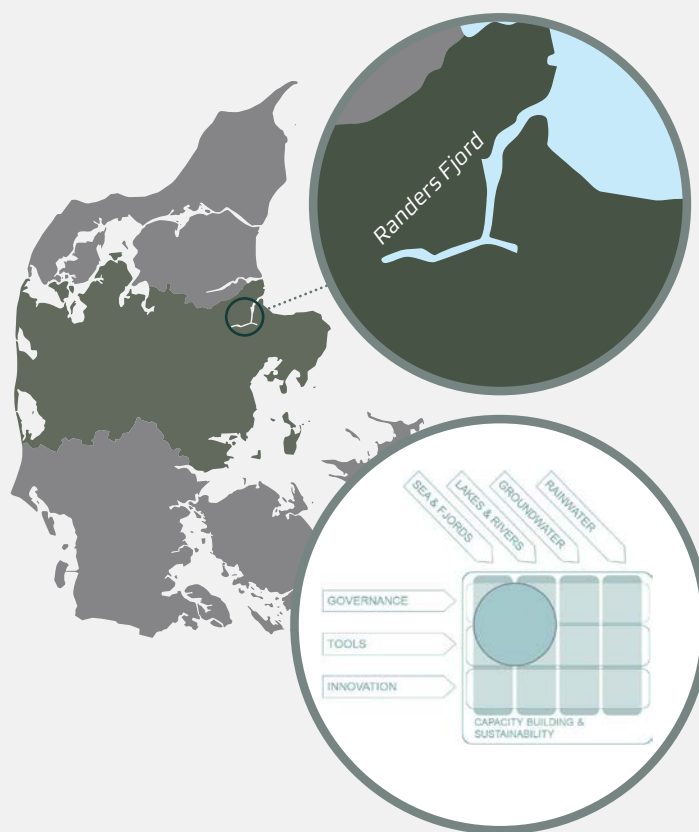 Randers Fjord
SEA & FJORDS
LAKES & RIVERS
GROUNDWATER
RAINWATER
GOVERNANCE
TOOLS
INNOVATION
CAPACITY BUILDING &
SUSTAINABILITY